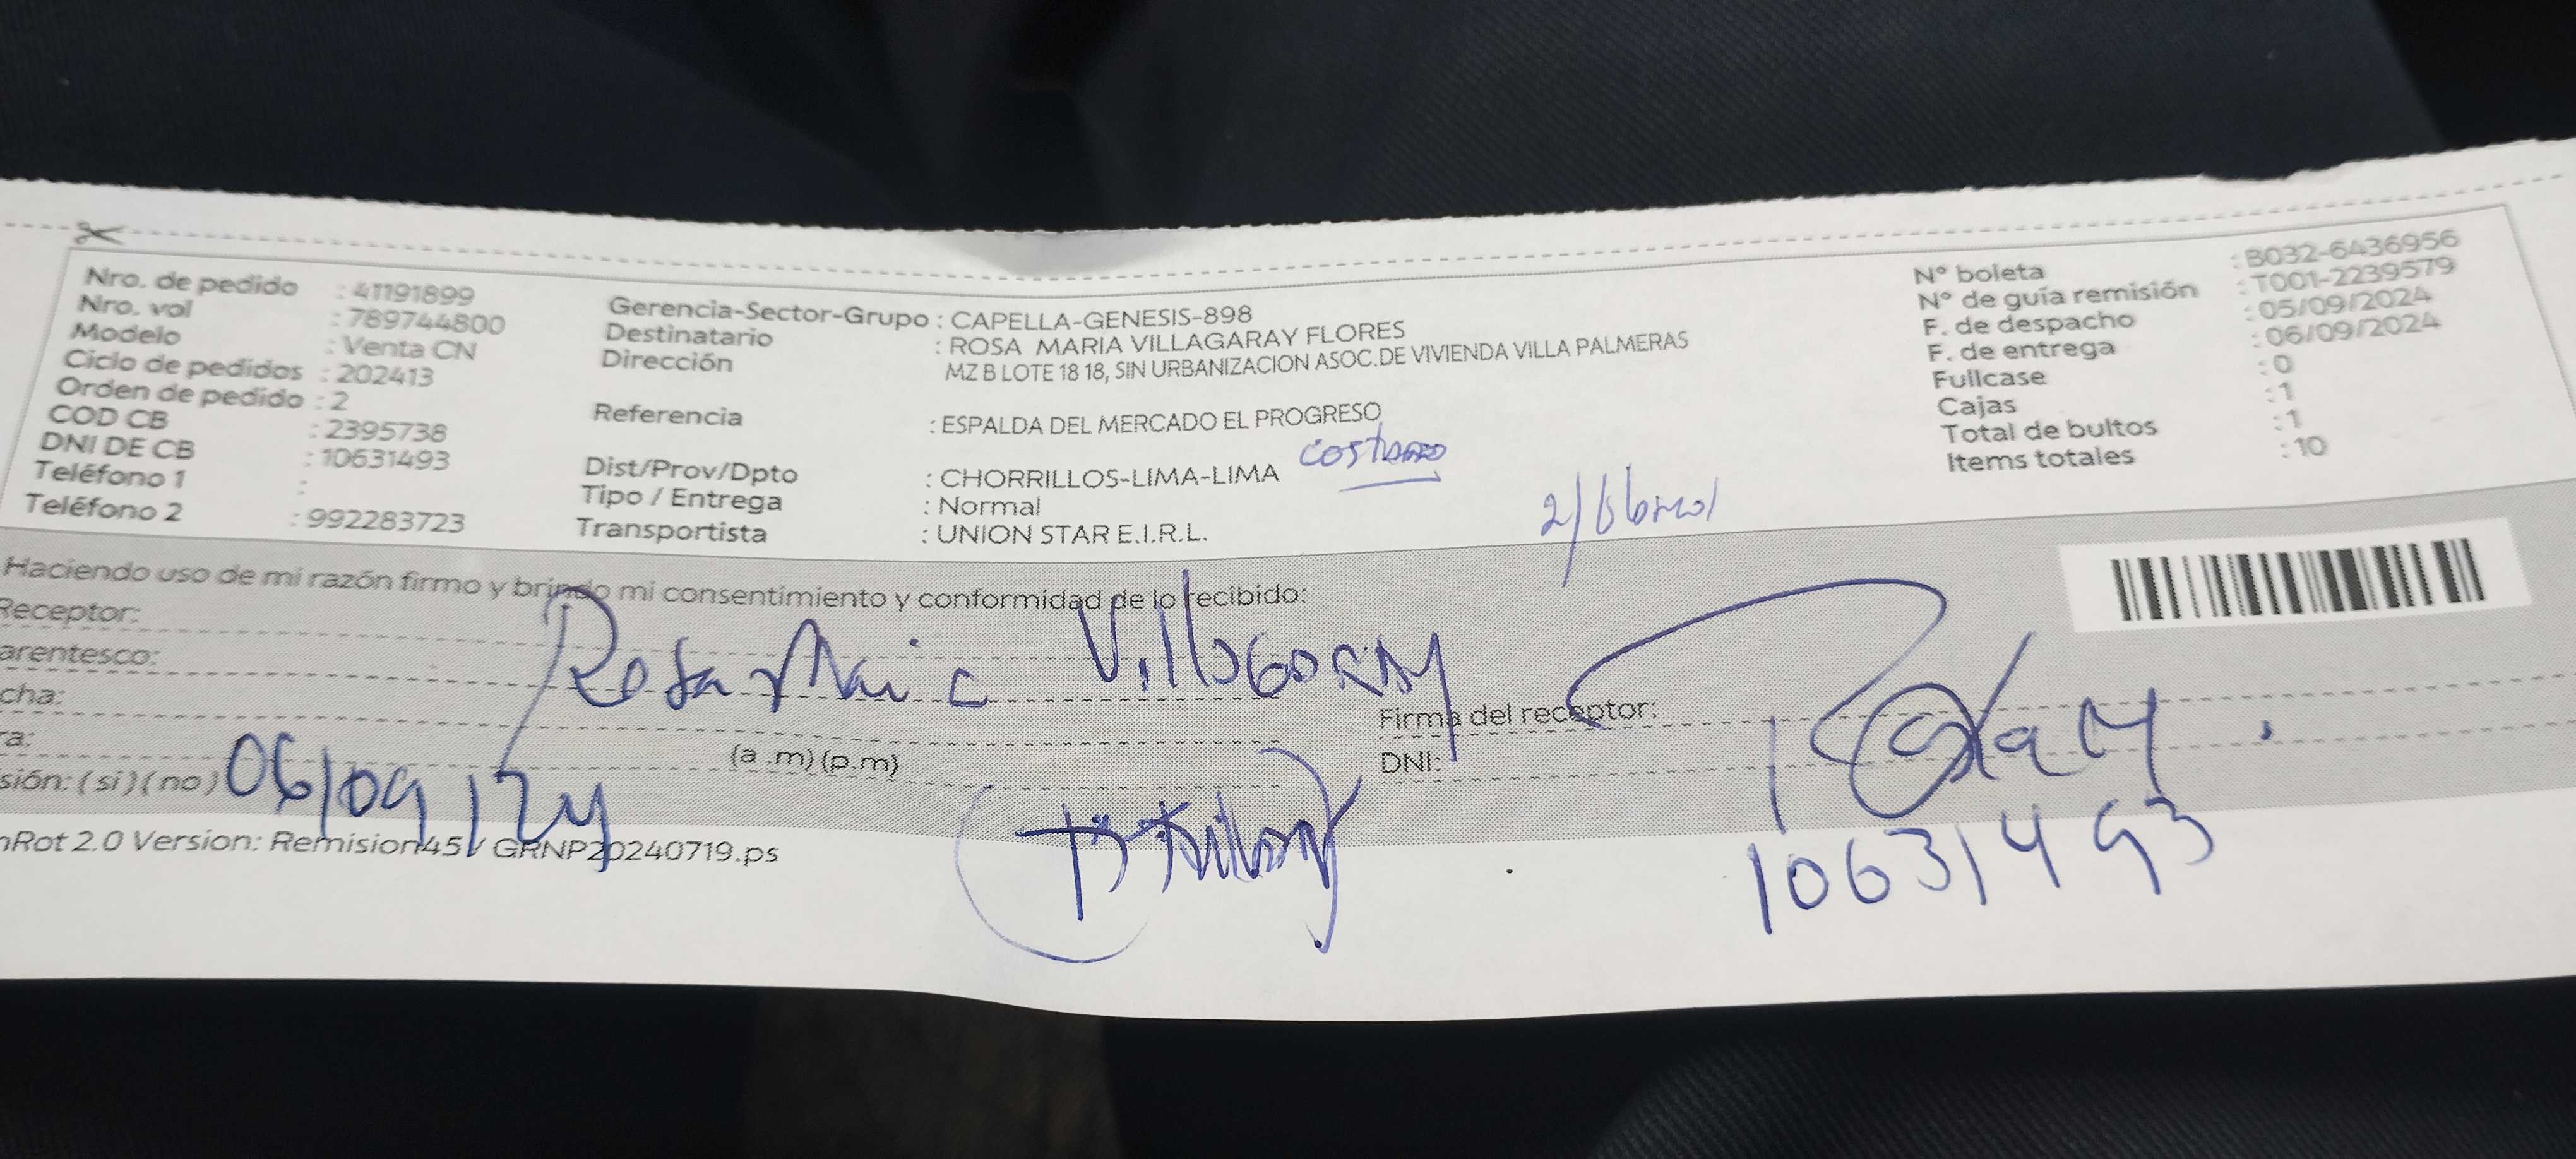 Nro. de pedido : 41191899
Nro. vol : 789744800
Modelo : Venta CN
Ciclo de pedidos : 202413
Orden de pedido : 2
COD CB : 2395738
DNI DE CB : 10631493
Teléfono 1 :
Teléfono 2 : 992283723
Gerencia-Sector-Grupo : CAPELLA-GENESIS-898
Destinatario : ROSA MARIA VILLAGARAY FLORES
Dirección MZ B LOTE 18 18, SIN URBANIZACION ASOC.DE VIVIENDA VILLA PALMERAS
Referencia : ESPALDA DEL MERCADO EL PROGRESO
Dist/Prov/Dpto : CHORRILLOS-LIMA-LIMA
Tipo / Entrega : Normal
Transportista : UNION STAR E.I.R.L.
N° boleta : B032-6436956
N° de guía remisión : T001-2239579
F. de despacho : 05/09/2024
F. de entrega : 06/09/2024
Fullcase : 0
Cajas : 1
Total de bultos : 1
Items totales : 10
Haciendo uso de mi razón firmo y brindo mi consentimiento y conformidad de lo recibido:
Receptor:
Rosa Maria Villagaray
arentesco:
cha:
ra:
(a .m) (p.m)
sión: ( si ) ( no )
06/09/24
Firma del receptor:
DNI:
10631493
nRot 2.0 Version: Remision45 / GRNP20240719.ps